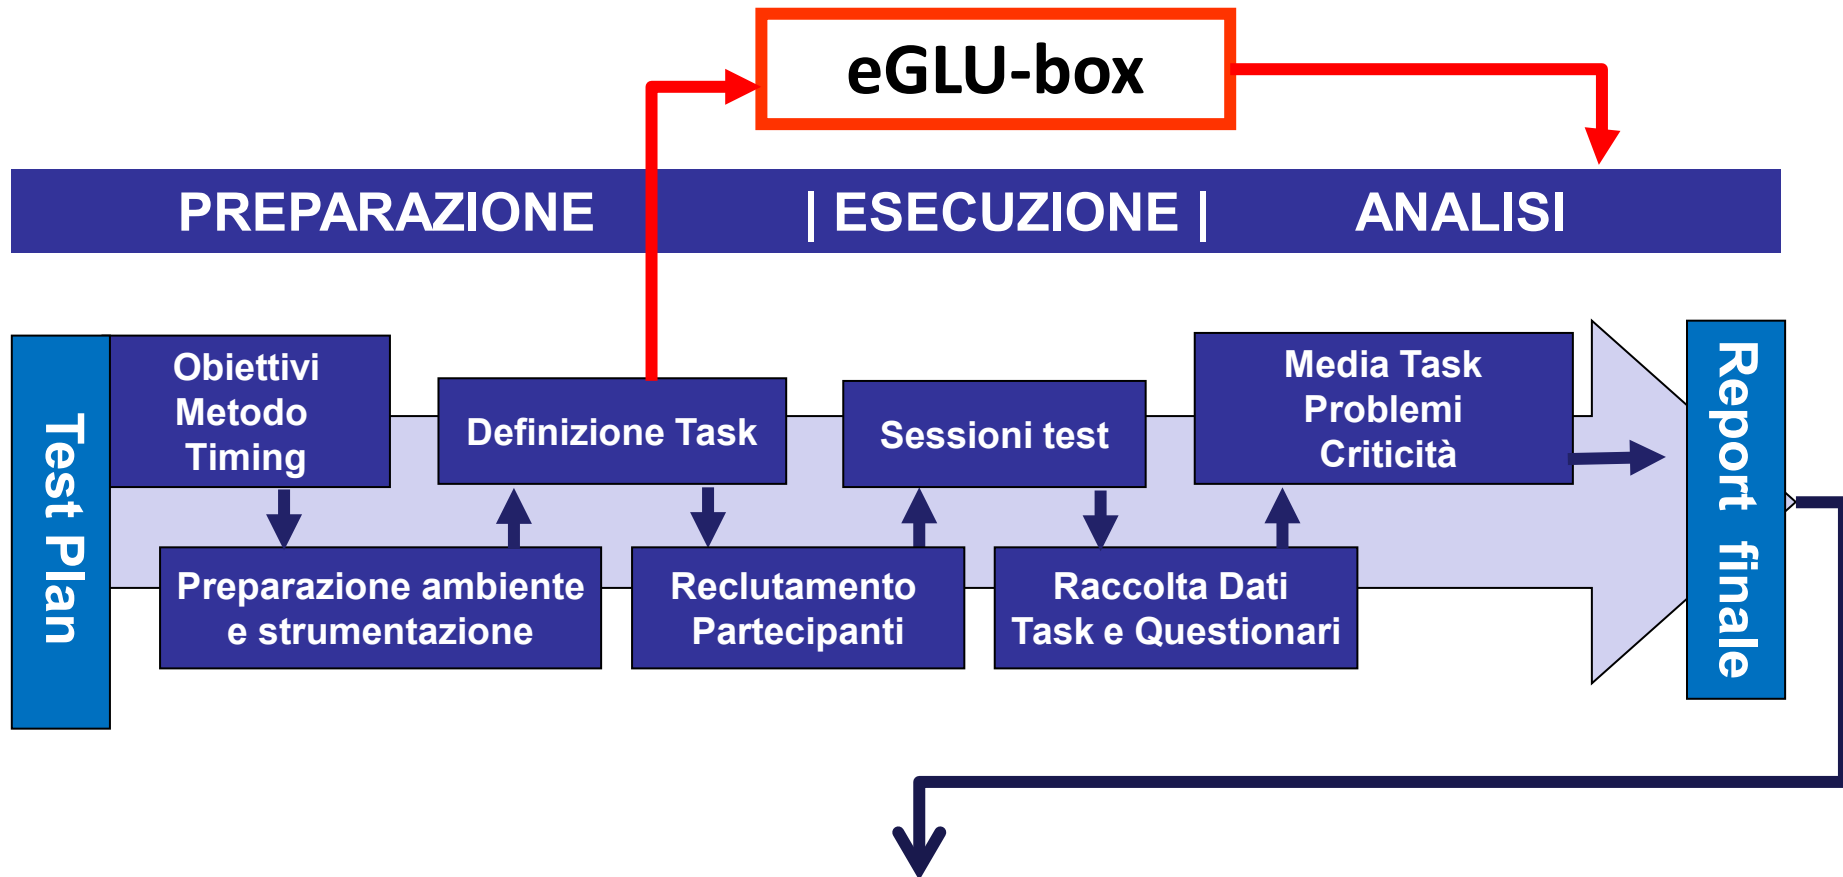 eGLU-box
PREPARAZIONE | ESECUZIONE | ANALISI
Test Plan
Obiettivi
Metodo
Timing
Preparazione ambiente
e strumentazione
Definizione Task
Reclutamento
Partecipanti
Sessioni test
Raccolta Dati
Task e Questionari
Media Task
Problemi
Criticità
Report finale